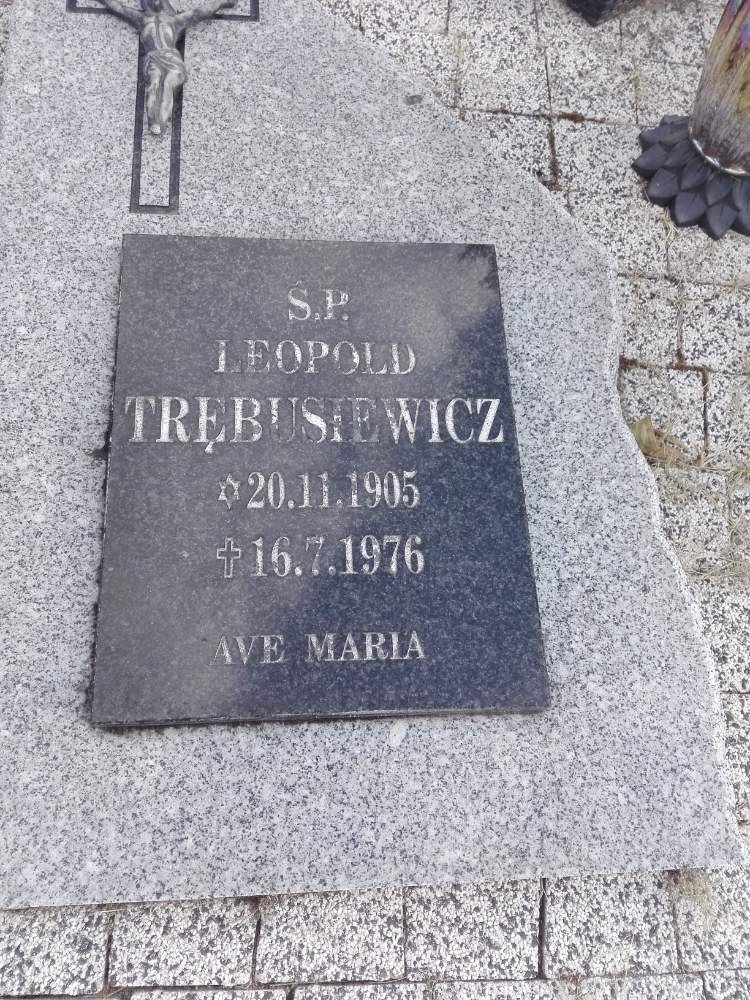 Ś.P.
LEOPOLD
TRĘBUSIEWICZ
✡20.11.1905
✝16.7.1976
AVE MARIA